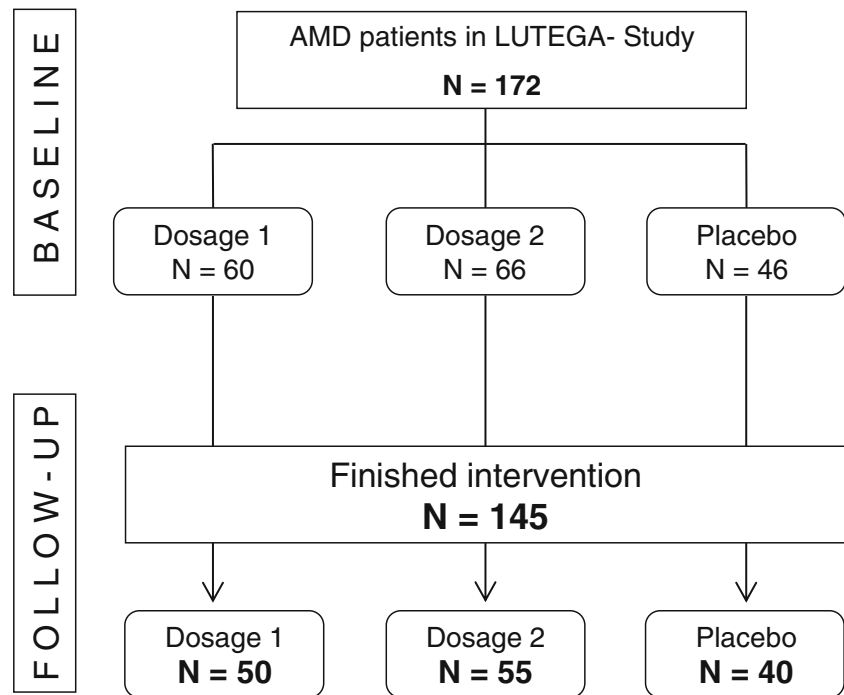 BASELINE
AMD patients in LUTEGA- Study
N = 172
Dosage 1
N = 60
Dosage 2
N = 66
Placebo
N = 46
FOLLOW-UP
Finished intervention
N = 145
Dosage 1
N = 50
Dosage 2
N = 55
Placebo
N = 40